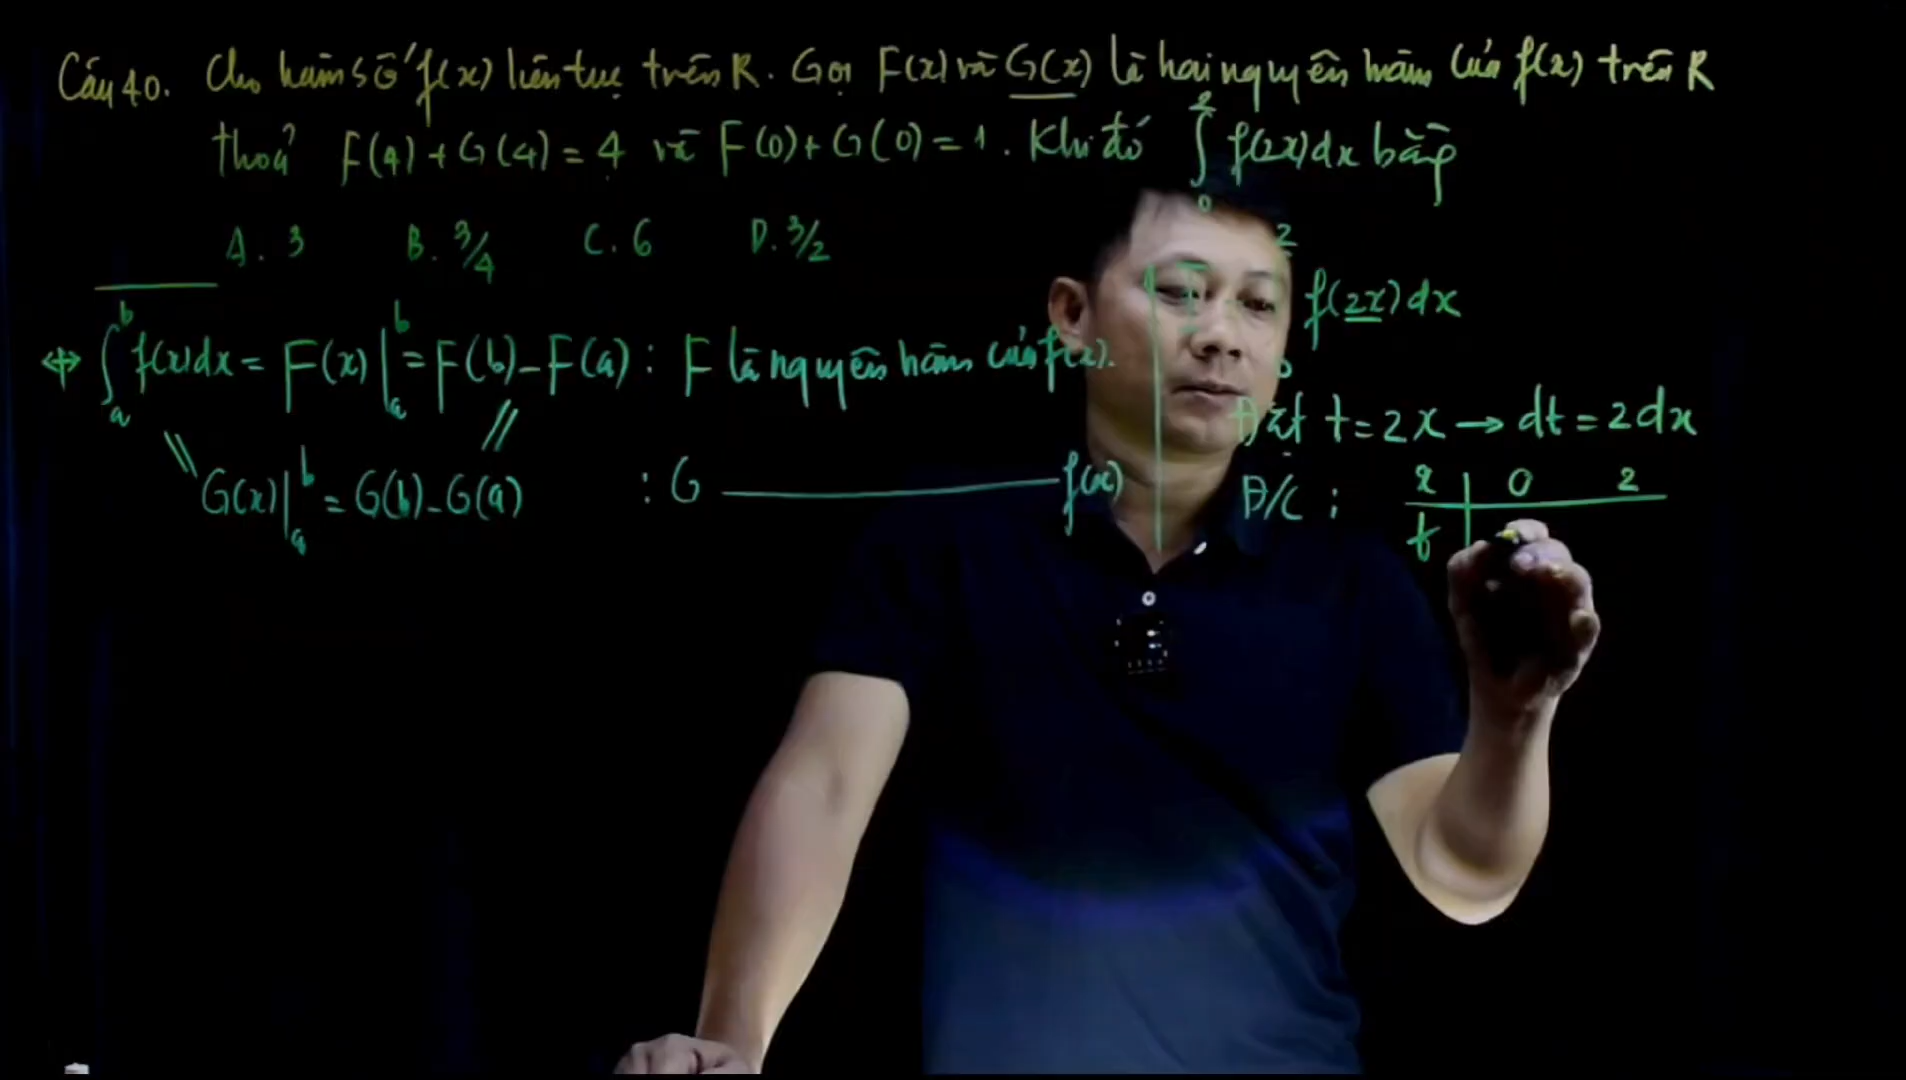 Câu 40. Cho hàm số f(x) liên tục trên R. Gọi F(x) và G(x) là hai nguyên hàm của f(x) trên R
thoả F(4) + G(4) = 4 và F(0) + G(0) = 1. Khi đó ∫₀² f(2x)dx bằng
A. 3 B. 3/4 C. 6 D. 3/2
∫ₐᵇ f(x)dx = F(x)|ₐᵇ = F(b) - F(a) : F là nguyên hàm của f(x).
G(x)|ₐᵇ = G(b) - G(a) : G ——— f(x)
2
f(2x)dx
0
Đặt t = 2x → dt = 2dx
Đ/C : x | 0 2
t |